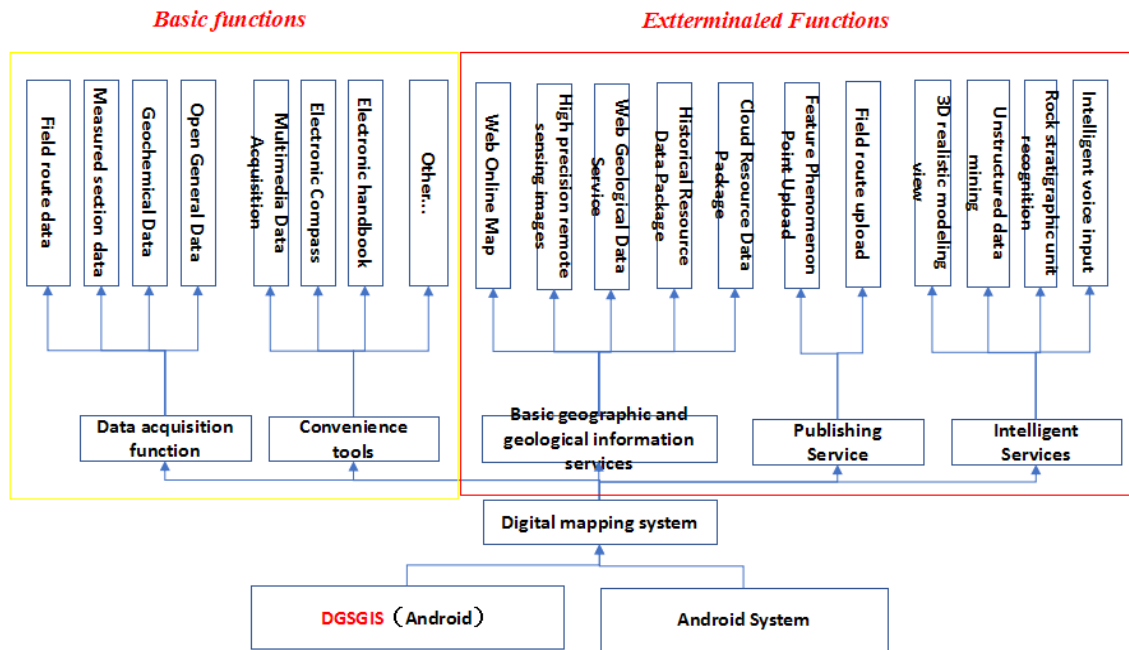 Basic functions
Extterminaled Functions
Field route data
Measured section data
Geochemical Data
Open General Data
Multimedia Data
Acquisition
Electronic Compass
Electronic handbook
Other...
Web Online Map
High precision remote
sensing images
Web Geological Data
Service
Historical Resource
Data Package
Cloud Resource Data
Package
Feature Phenomenon
Point Upload
Field route upload
3D realistic modeling
view
Unstructured data
mining
Rock stratigraphic unit
recognition
Intelligent voice input
Data acquisition
function
Convenience
tools
Basic geographic and
geological information
services
Publishing
Service
Intelligent
Services
Digital mapping system
DGSGIS（Android）
Android System